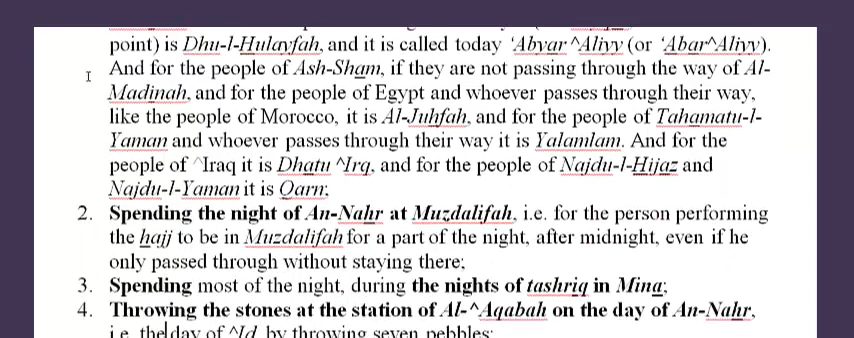 point) is Dhu-l-Hulayfah, and it is called today ‘Abyar ^Aliyy (or ‘Abar^Aliyy).
And for the people of Ash-Sham, if they are not passing through the way of Al-
Madinah, and for the people of Egypt and whoever passes through their way,
like the people of Morocco, it is Al-Juhfah, and for the people of Tahamatu-l-
Yaman and whoever passes through their way it is Yalamlam. And for the
people of ^Iraq it is Dhatu ^Irq, and for the people of Najdu-l-Hijaz and
Najdu-l-Yaman it is Qarn;
2. Spending the night of An-Nahr at Muzdalifah, i.e. for the person performing
the hajj to be in Muzdalifah for a part of the night, after midnight, even if he
only passed through without staying there;
3. Spending most of the night, during the nights of tashriq in Mina;
4. Throwing the stones at the station of Al-^Aqabah on the day of An-Nahr,
i.e. the day of ^Id, by throwing seven pebbles;